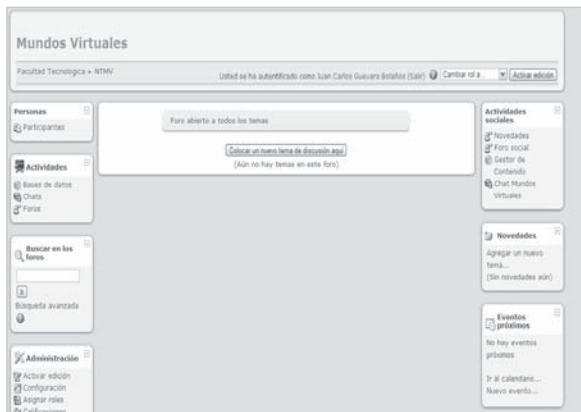 Mundos Virtuales
Facultad Tecnologica ► NTMV
Usted se ha autentificado como Juan Carlos Guevara Bolaños (Salir)
Cambiar rol a...
Activar edición
Personas
Participantes
Actividades
Bases de datos
Chats
Foros
Buscar en los
foros
Búsqueda avanzada
Administración
Activar edición
Configuración
Asignar roles
Calificaciones
Foro abierto a todos los temas
Colocar un nuevo tema de discusión aquí
(Aún no hay temas en este foro)
Actividades
sociales
Novedades
Foro social
Gestor de
Contenido
Chat Mundos
Virtuales
Novedades
Agregar un nuevo
tema...
(Sin novedades aún)
Eventos
próximos
No hay eventos
próximos
Ir al calendario...
Nuevo evento...